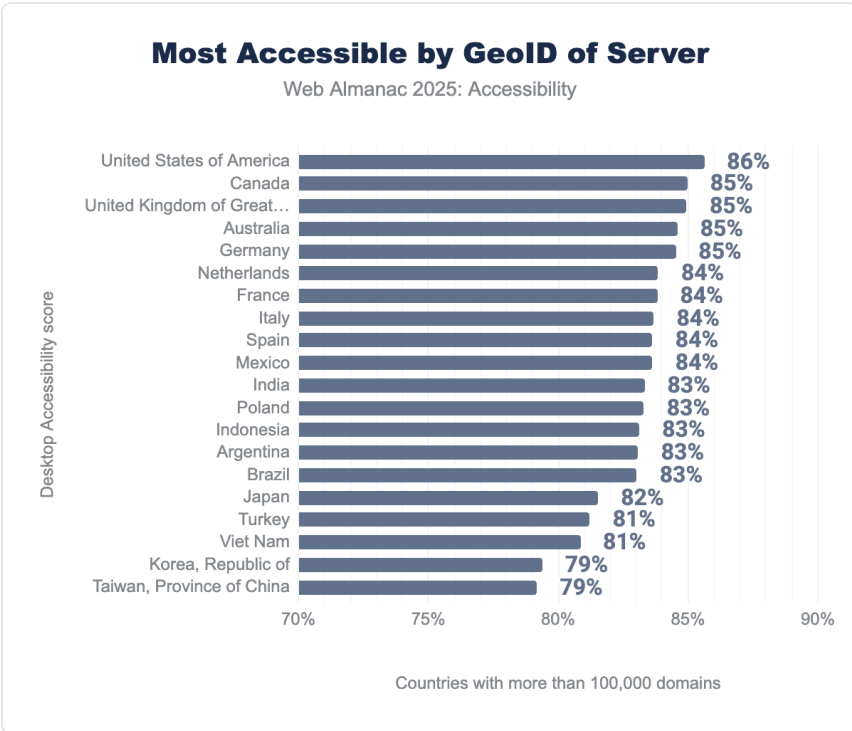 Most Accessible by GeoID of Server
Web Almanac 2025: Accessibility
Desktop Accessibility score
United States of America 86%
Canada 85%
United Kingdom of Great… 85%
Australia 85%
Germany 85%
Netherlands 84%
France 84%
Italy 84%
Spain 84%
Mexico 84%
India 83%
Poland 83%
Indonesia 83%
Argentina 83%
Brazil 83%
Japan 82%
Turkey 81%
Viet Nam 81%
Korea, Republic of 79%
Taiwan, Province of China 79%
70% 75% 80% 85% 90%
Countries with more than 100,000 domains